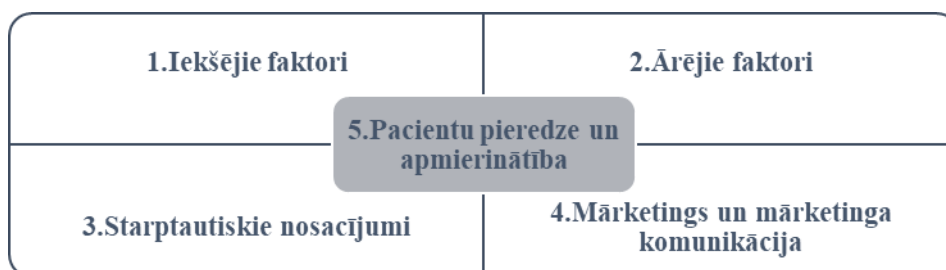 1.Iekšējie faktori
2.Ārējie faktori
5.Pacientu pieredze un
apmierinātība
3.Starptautiskie nosacījumi
4.Mārketings un mārketinga
komunikācija